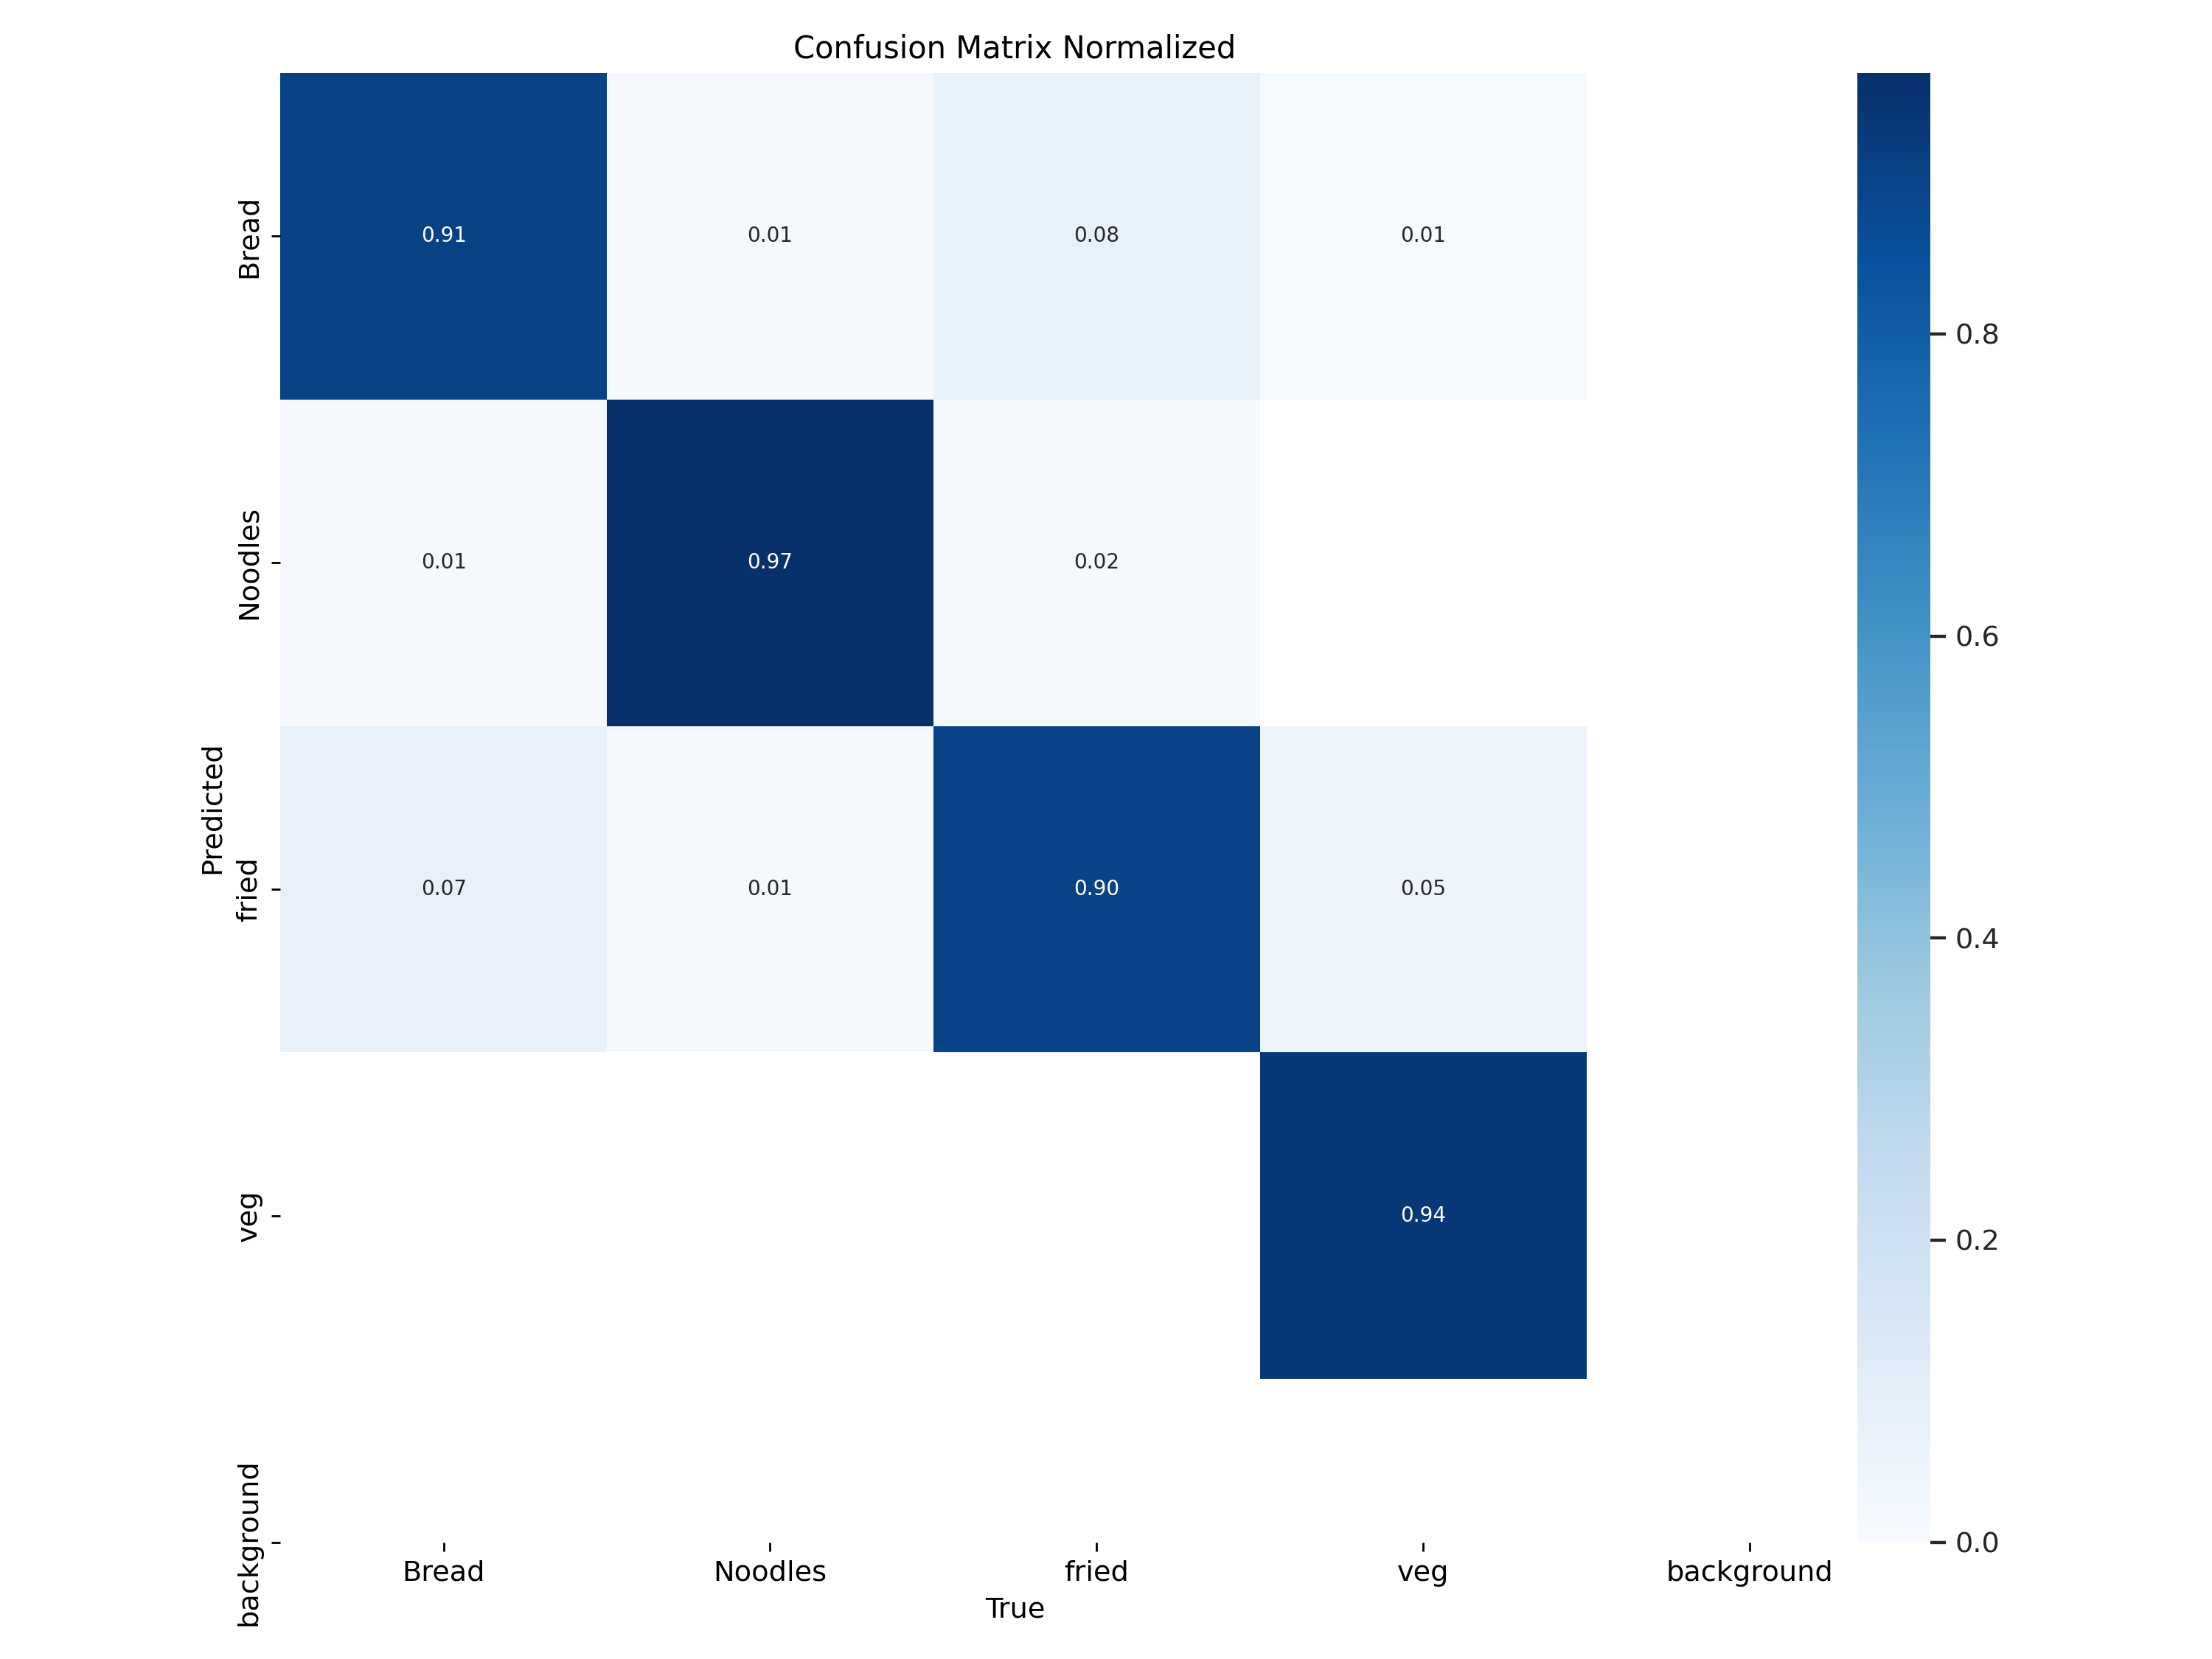 Confusion Matrix Normalized
Predicted
Bread
0.91 0.01 0.08 0.01
Noodles
0.01 0.97 0.02
fried
0.07 0.01 0.90 0.05
veg
0.94
background
Bread Noodles fried veg background
True
0.8
0.6
0.4
0.2
0.0